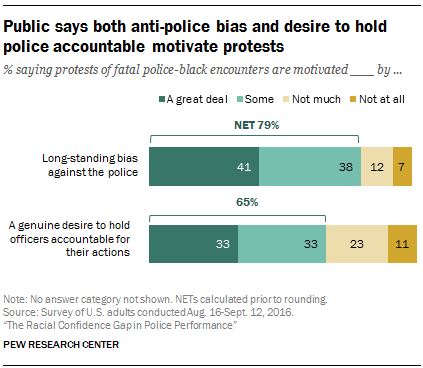 Public says both anti-police bias and desire to hold
police accountable motivate protests
% saying protests of fatal police-black encounters are motivated ___ by ...
A great deal Some Not much Not at all
NET 79%
Long-standing bias
against the police
41 38 12 7
65%
A genuine desire to hold
officers accountable for
their actions
33 33 23 11
Note: No answer category not shown. NETs calculated prior to rounding.
Source: Survey of U.S. adults conducted Aug. 16-Sept. 12, 2016.
“The Racial Confidence Gap in Police Performance”
PEW RESEARCH CENTER